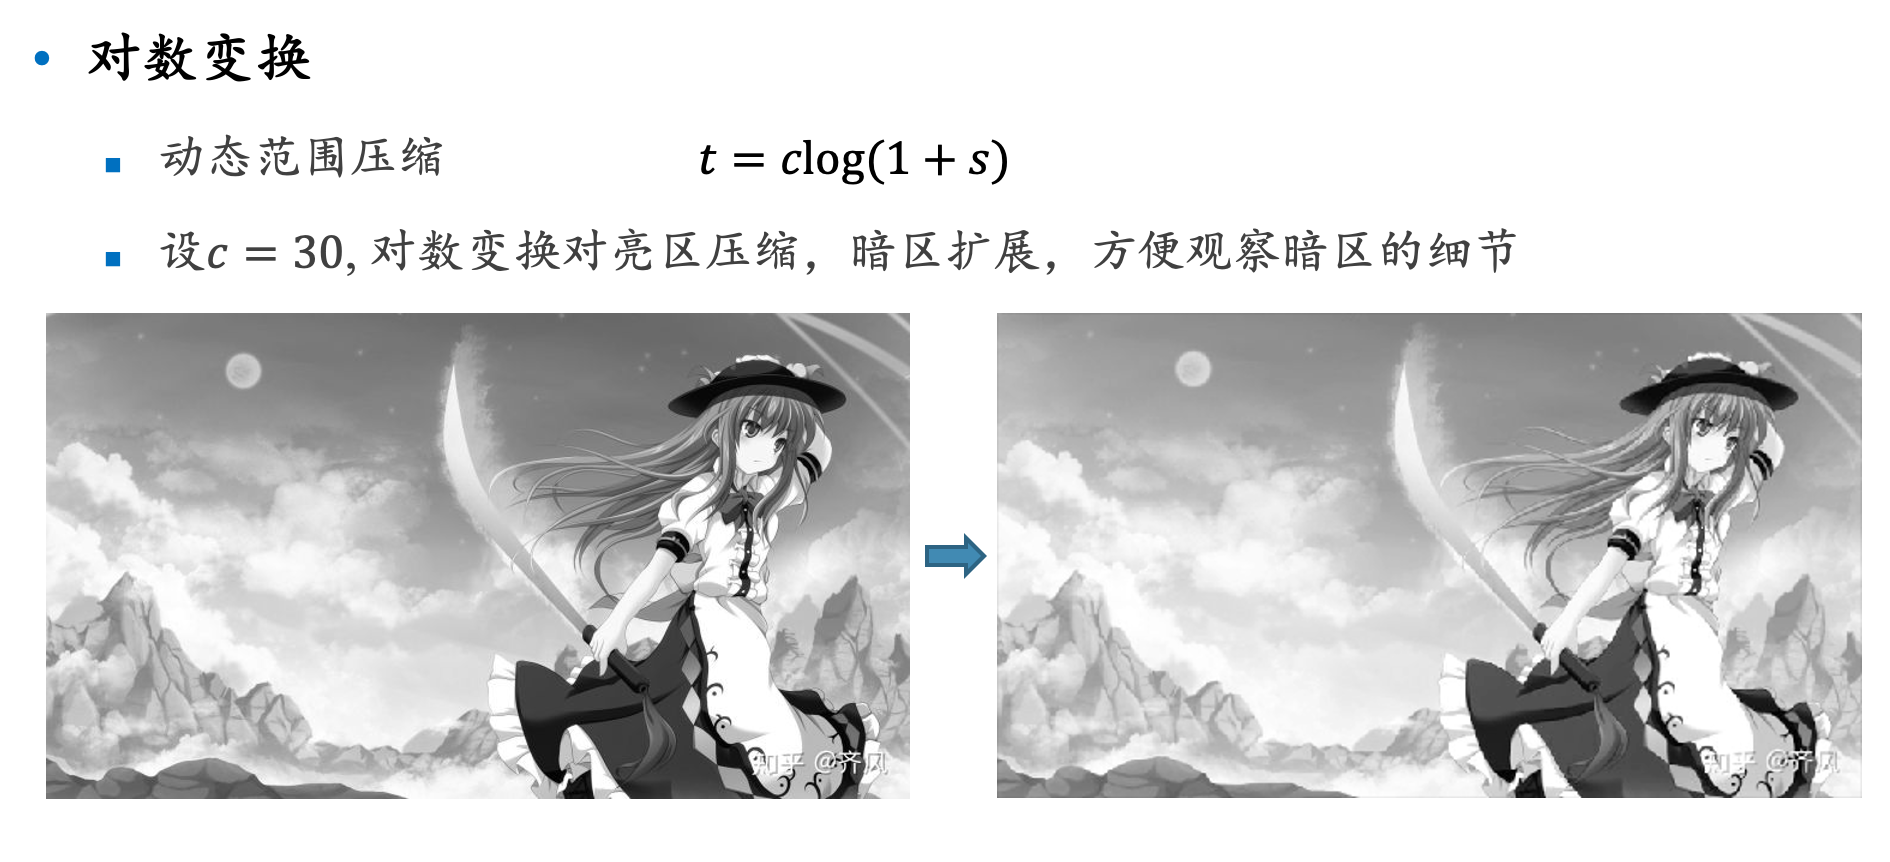 • 对数变换
▪ 动态范围压缩 t = clog(1 + s)
▪ 设c = 30, 对数变换对亮区压缩，暗区扩展，方便观察暗区的细节
知乎 @齐风
知乎 @齐风